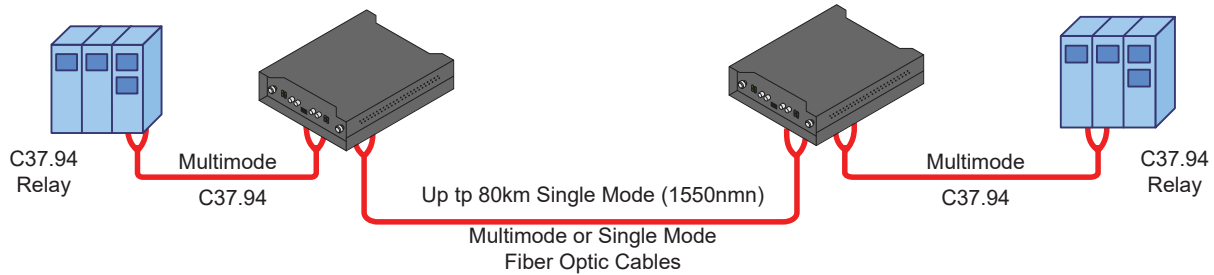 C37.94
Relay
Multimode
C37.94
Up tp 80km Single Mode (1550nmn)
Multimode or Single Mode
Fiber Optic Cables
Multimode
C37.94
C37.94
Relay